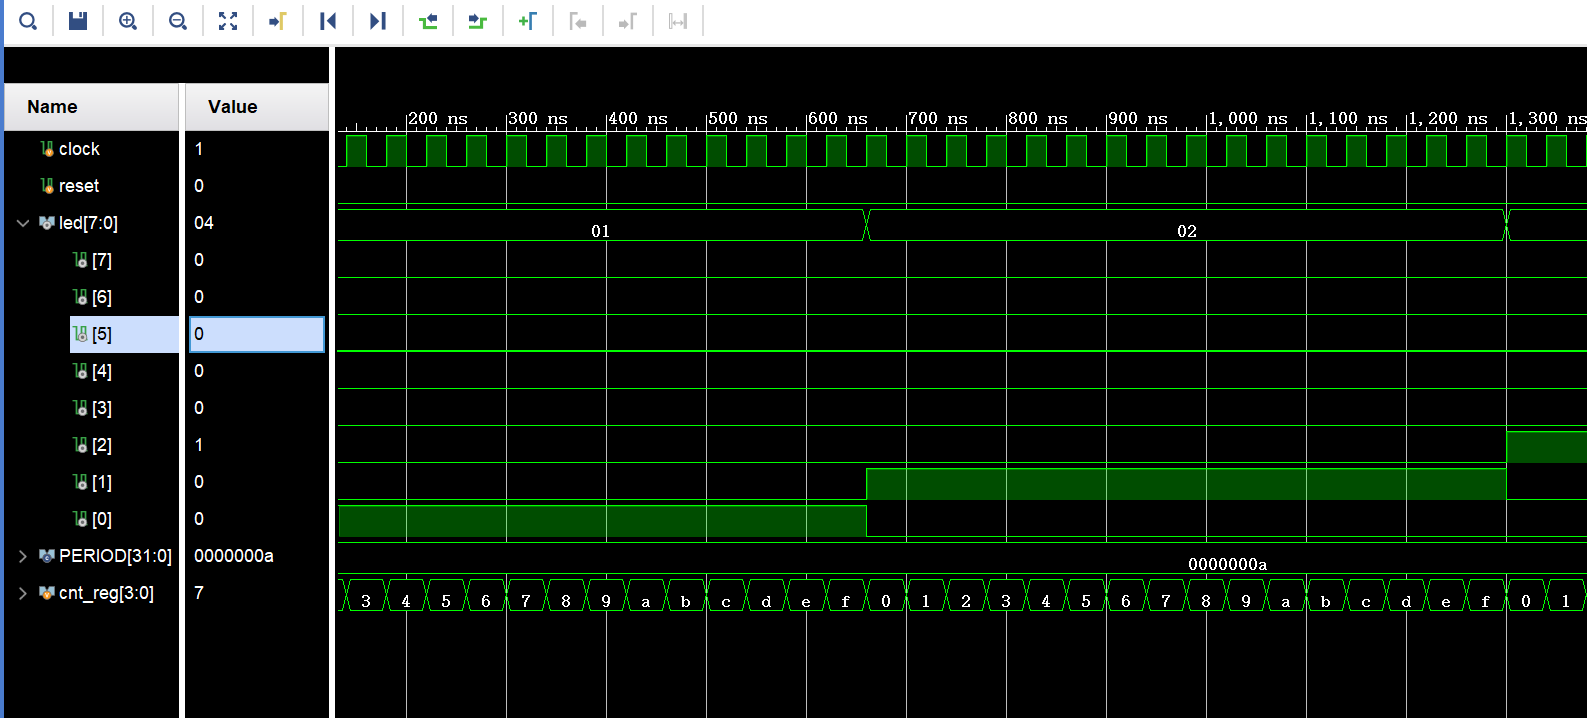 Name Value
200 ns 300 ns 400 ns 500 ns 600 ns 700 ns 800 ns 900 ns 1,000 ns 1,100 ns 1,200 ns 1,300 ns
clock 1
reset 0
led[7:0] 04 01 02
[7] 0
[6] 0
[5] 0
[4] 0
[3] 0
[2] 1
[1] 0
[0] 0
PERIOD[31:0] 0000000a 0000000a
cnt_reg[3:0] 7 3 4 5 6 7 8 9 a b c d e f 0 1 2 3 4 5 6 7 8 9 a b c d e f 0 1